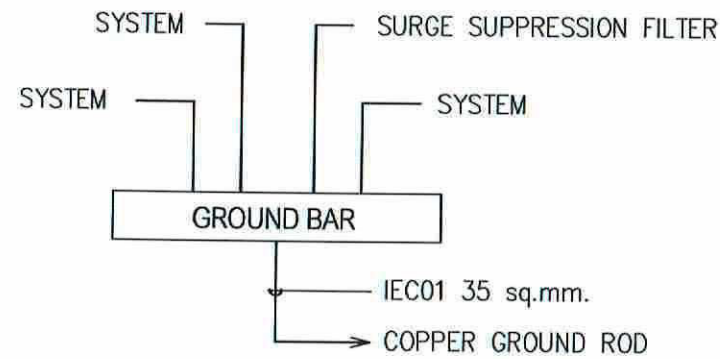 SYSTEM
SURGE SUPPRESSION FILTER
SYSTEM
SYSTEM
GROUND BAR
IEC01 35 sq.mm.
COPPER GROUND ROD